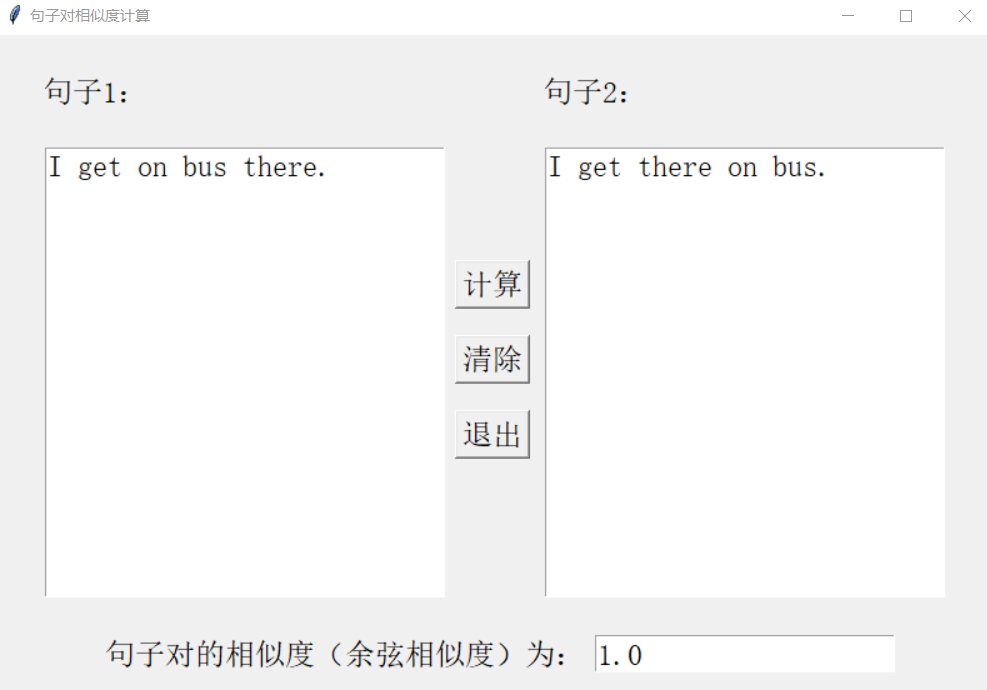 句子对相似度计算
句子1:
句子2:
I get on bus there.
I get there on bus.
计算
清除
退出
句子对的相似度（余弦相似度）为: 1.0